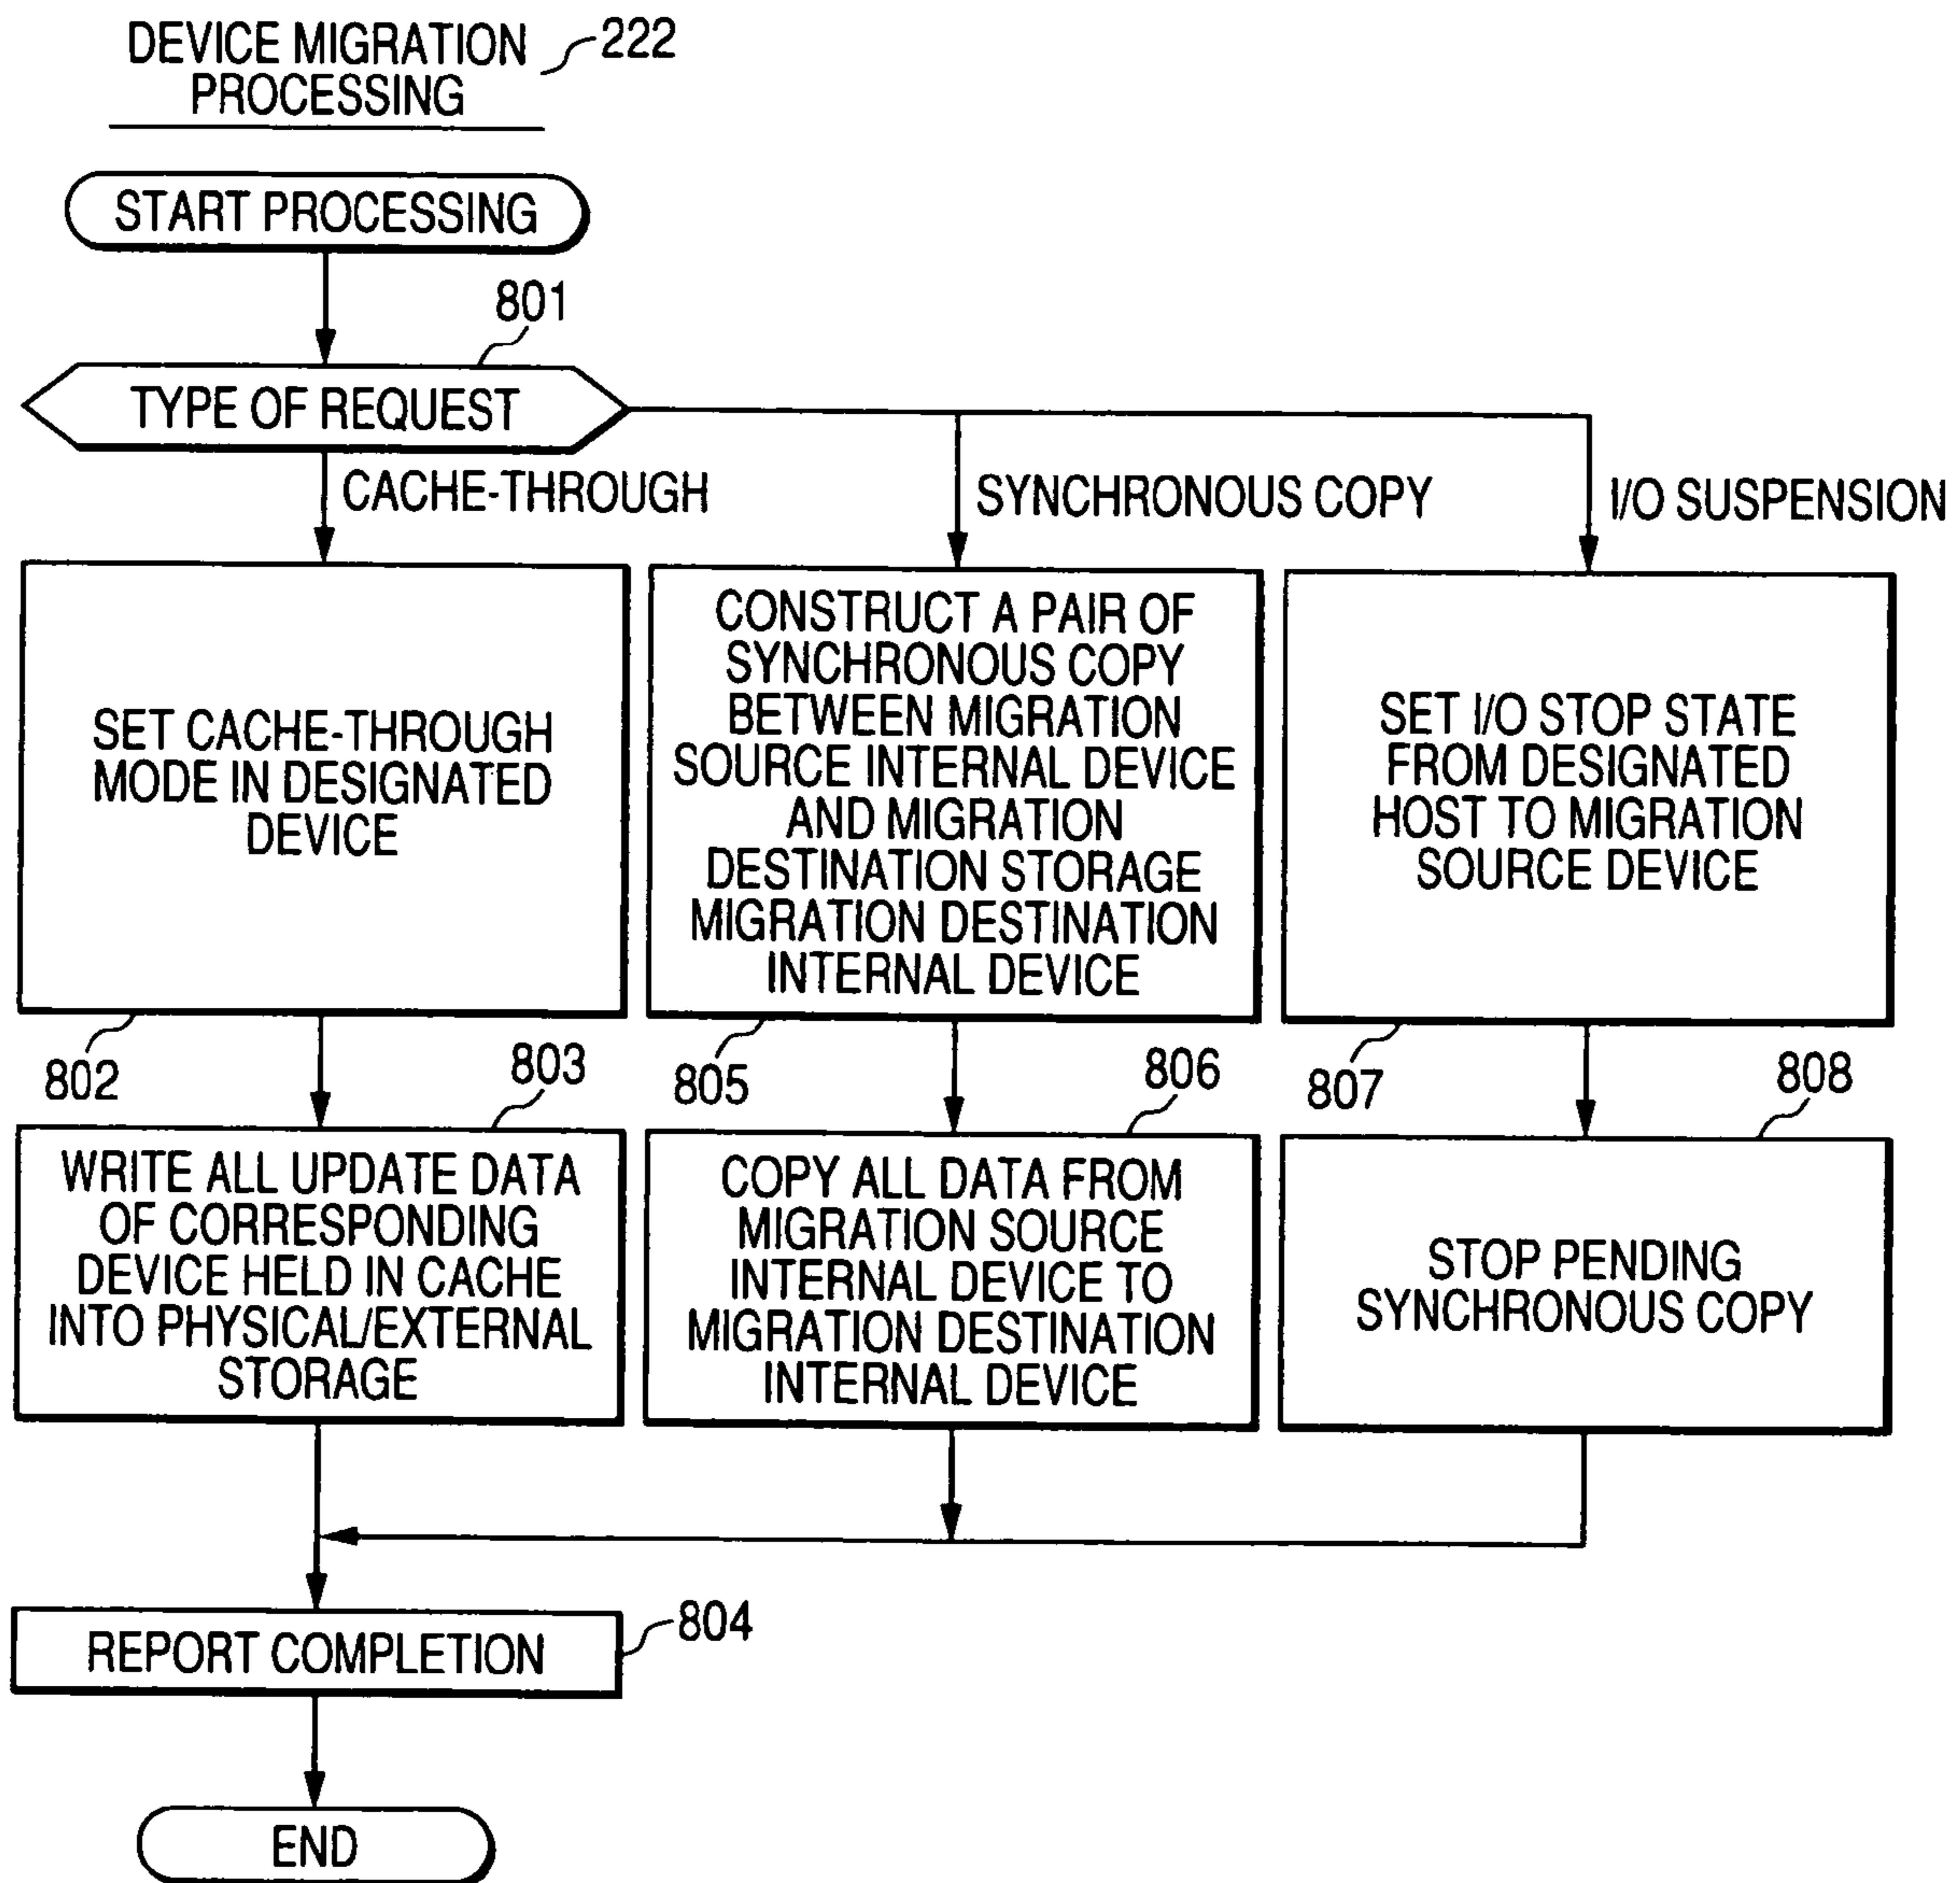 DEVICE MIGRATION
PROCESSING
222
START PROCESSING
801
TYPE OF REQUEST
CACHE-THROUGH
SYNCHRONOUS COPY
I/O SUSPENSION
SET CACHE-THROUGH
MODE IN DESIGNATED
DEVICE
802
CONSTRUCT A PAIR OF
SYNCHRONOUS COPY
BETWEEN MIGRATION
SOURCE INTERNAL DEVICE
AND MIGRATION
DESTINATION STORAGE
MIGRATION DESTINATION
INTERNAL DEVICE
805
SET I/O STOP STATE
FROM DESIGNATED
HOST TO MIGRATION
SOURCE DEVICE
807
803
WRITE ALL UPDATE DATA
OF CORRESPONDING
DEVICE HELD IN CACHE
INTO PHYSICAL/EXTERNAL
STORAGE
806
COPY ALL DATA FROM
MIGRATION SOURCE
INTERNAL DEVICE TO
MIGRATION DESTINATION
INTERNAL DEVICE
808
STOP PENDING
SYNCHRONOUS COPY
REPORT COMPLETION
804
END